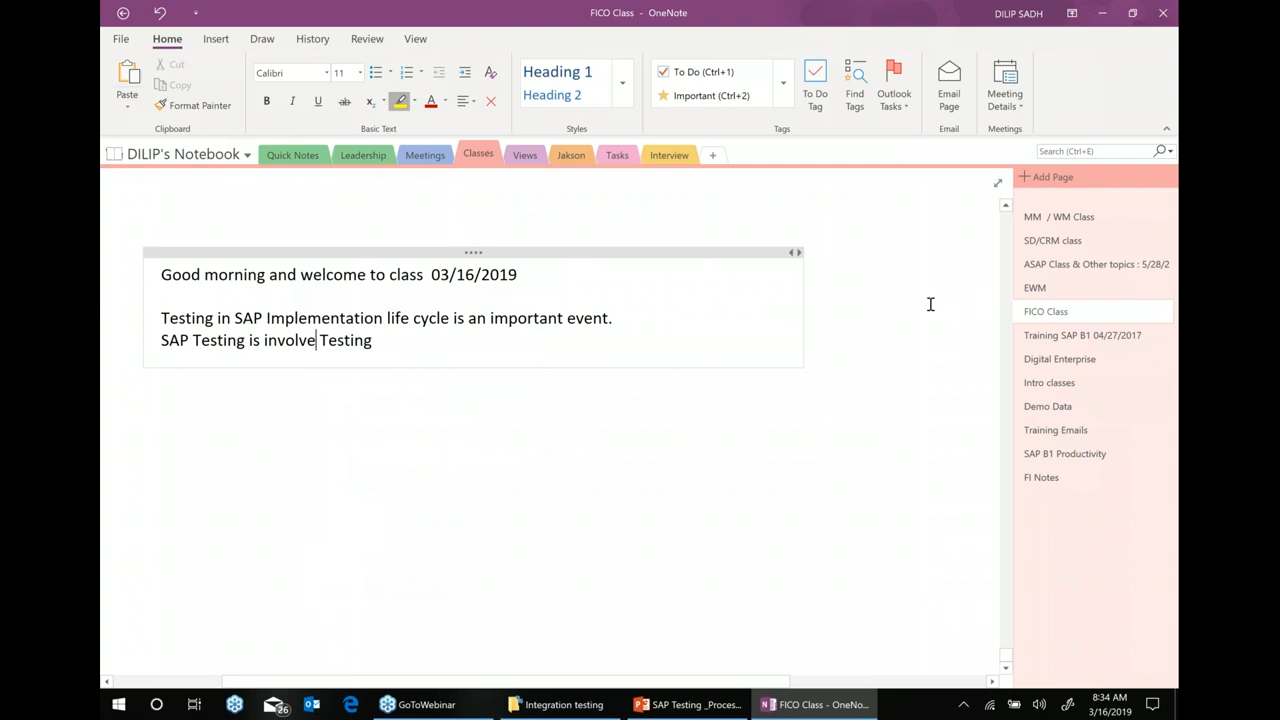 FICO Class - OneNote
DILIP SADH
File Home Insert Draw History Review View
Paste
Cut
Copy
Format Painter
Clipboard
Calibri 11
B I U ab x₂ A
Basic Text
Heading 1
Heading 2
Styles
To Do (Ctrl+1)
Important (Ctrl+2)
To Do Tag
Find Tags
Outlook Tasks
Tags
Email Page
Email
Meeting Details
Meetings
DILIP's Notebook
Quick Notes Leadership Meetings Classes Views Jakson Tasks Interview +
Search (Ctrl+E)
Add Page
MM / WM Class
SD/CRM class
ASAP Class & Other topics : 5/28/2
EWM
FICO Class
Training SAP B1 04/27/2017
Digital Enterprise
Intro classes
Demo Data
Training Emails
SAP B1 Productivity
FI Notes
Good morning and welcome to class 03/16/2019
Testing in SAP Implementation life cycle is an important event.
SAP Testing is involve Testing
26
GoToWebinar
Integration testing
SAP Testing _Proces...
FICO Class - OneNo...
8:34 AM
3/16/2019